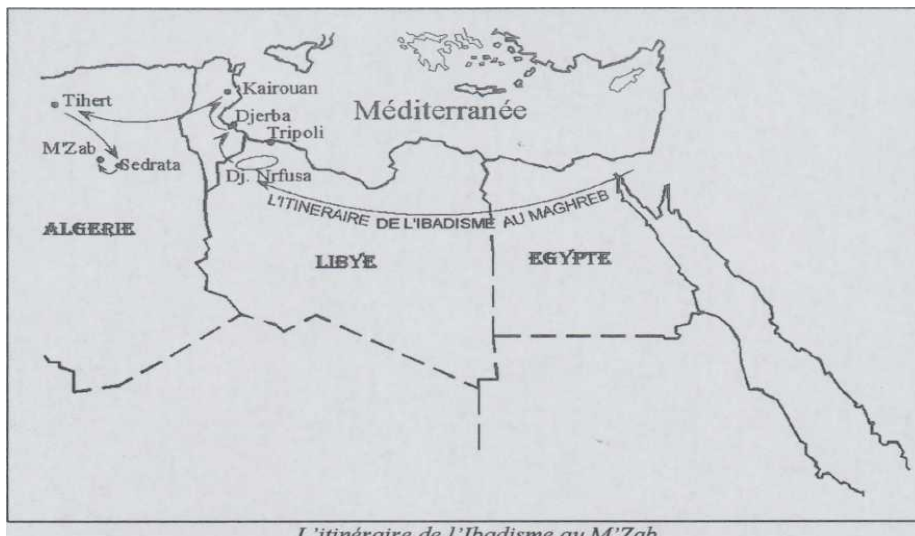 Kairouan
Tihert
Méditerranée
Djerba
Tripoli
M'Zab
Sedrata
Dj. Nrfusa
L'ITINERAIRE DE L'IBADISME AU MAGHREB
ALGERIE
LIBYE
EGYPTE
L'itinéraire de l'Ibadisme au M'Zab